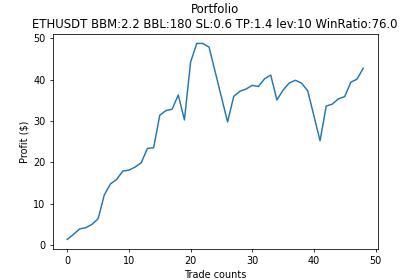 Portfolio
ETHUSDT BBM:2.2 BBL:180 SL:0.6 TP:1.4 lev:10 WinRatio:76.0
50
40
30
20
10
0
Profit ($)
0 10 20 30 40 50
Trade counts